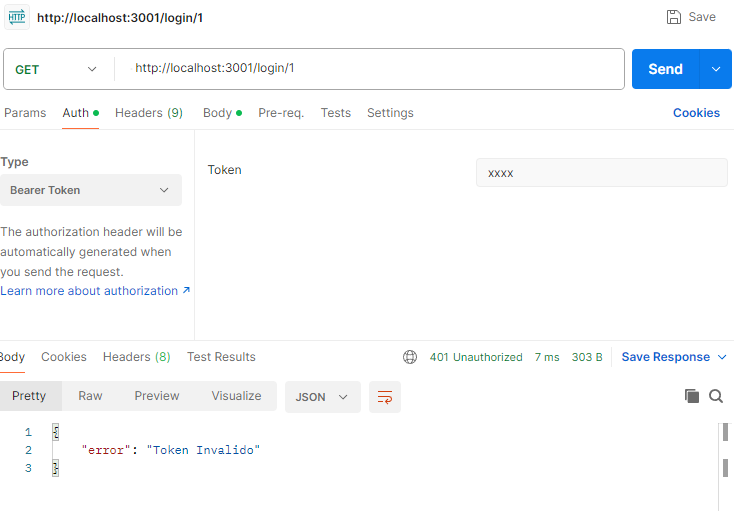 HTTP http://localhost:3001/login/1 Save
GET http://localhost:3001/login/1 Send
Params Auth Headers (9) Body Pre-req. Tests Settings Cookies
Type
Bearer Token
Token xxxx
The authorization header will be
automatically generated when
you send the request.
Learn more about authorization ↗
Body Cookies Headers (8) Test Results 401 Unauthorized 7 ms 303 B Save Response
Pretty Raw Preview Visualize JSON
1 {
2 "error": "Token Invalido"
3 }